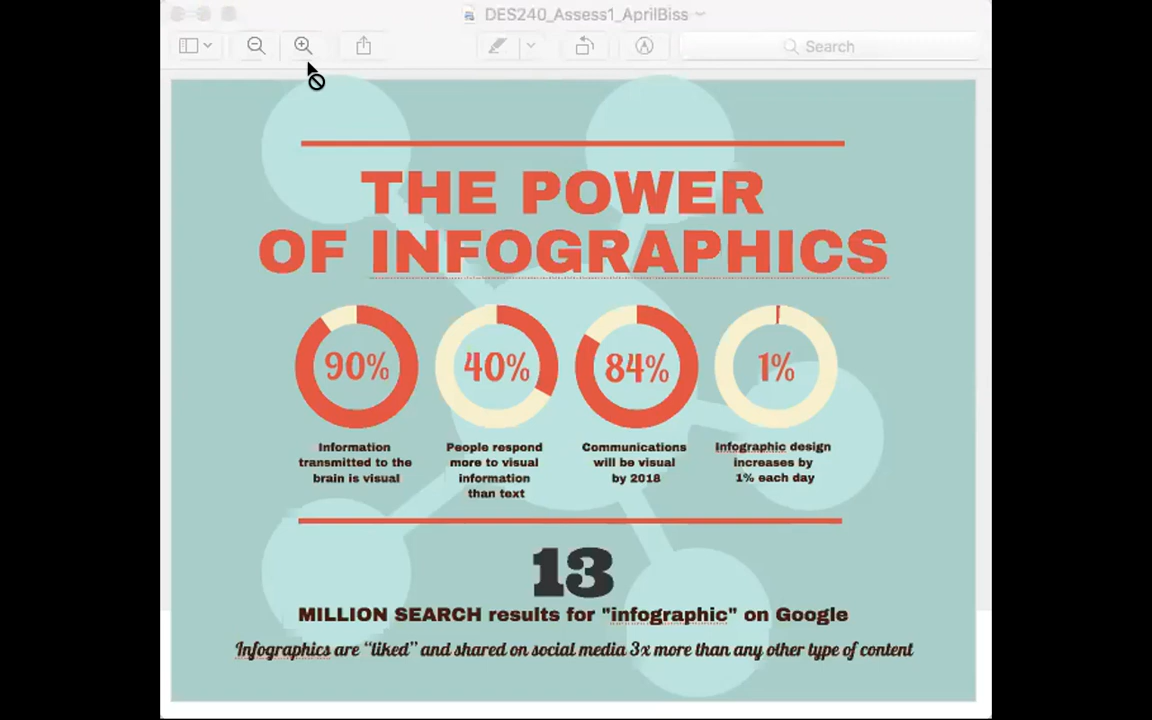 DES240_Assess1_AprilBiss
Search
THE POWER
OF INFOGRAPHICS
90%
40%
84%
1%
Information
transmitted to the
brain is visual
People respond
more to visual
information
than text
Communications
will be visual
by 2018
Infographic design
increases by
1% each day
13
MILLION SEARCH results for "infographic" on Google
Infographics are “liked” and shared on social media 3x more than any other type of content